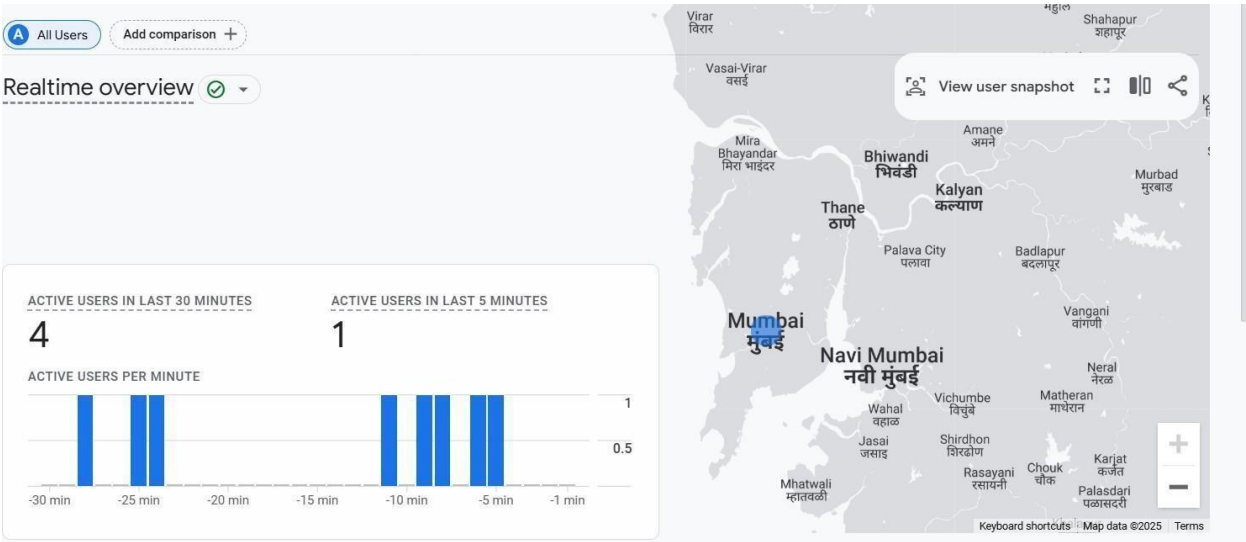 A All Users
Add comparison +
Realtime overview
ACTIVE USERS IN LAST 30 MINUTES
4
ACTIVE USERS IN LAST 5 MINUTES
1
ACTIVE USERS PER MINUTE
1
0.5
-30 min
-25 min
-20 min
-15 min
-10 min
-5 min
-1 min
Virar
विरार
Shahapur
शहापूर
Vasai-Virar
वसई
View user snapshot
Amane
अमने
Mira
Bhayandar
मिरा भाईंदर
Bhiwandi
भिवंडी
Murbad
मुरबाड
Kalyan
कल्याण
Thane
ठाणे
Palava City
पलावा
Badlapur
बदलापूर
Vangani
वांगणी
Mumbai
मुंबई
Navi Mumbai
नवी मुंबई
Neral
नेरळ
Matheran
माथेरान
Vichumbe
विचुंबे
Wahal
वहाळ
Jasai
जसाइ
Shirdhon
शिरढोण
Karjat
कर्जत
Chouk
चौक
Rasayani
रसायनी
Mhatwali
म्हातवळी
Palasdari
पळासदरी
Keyboard shortcuts
Map data ©2025
Terms